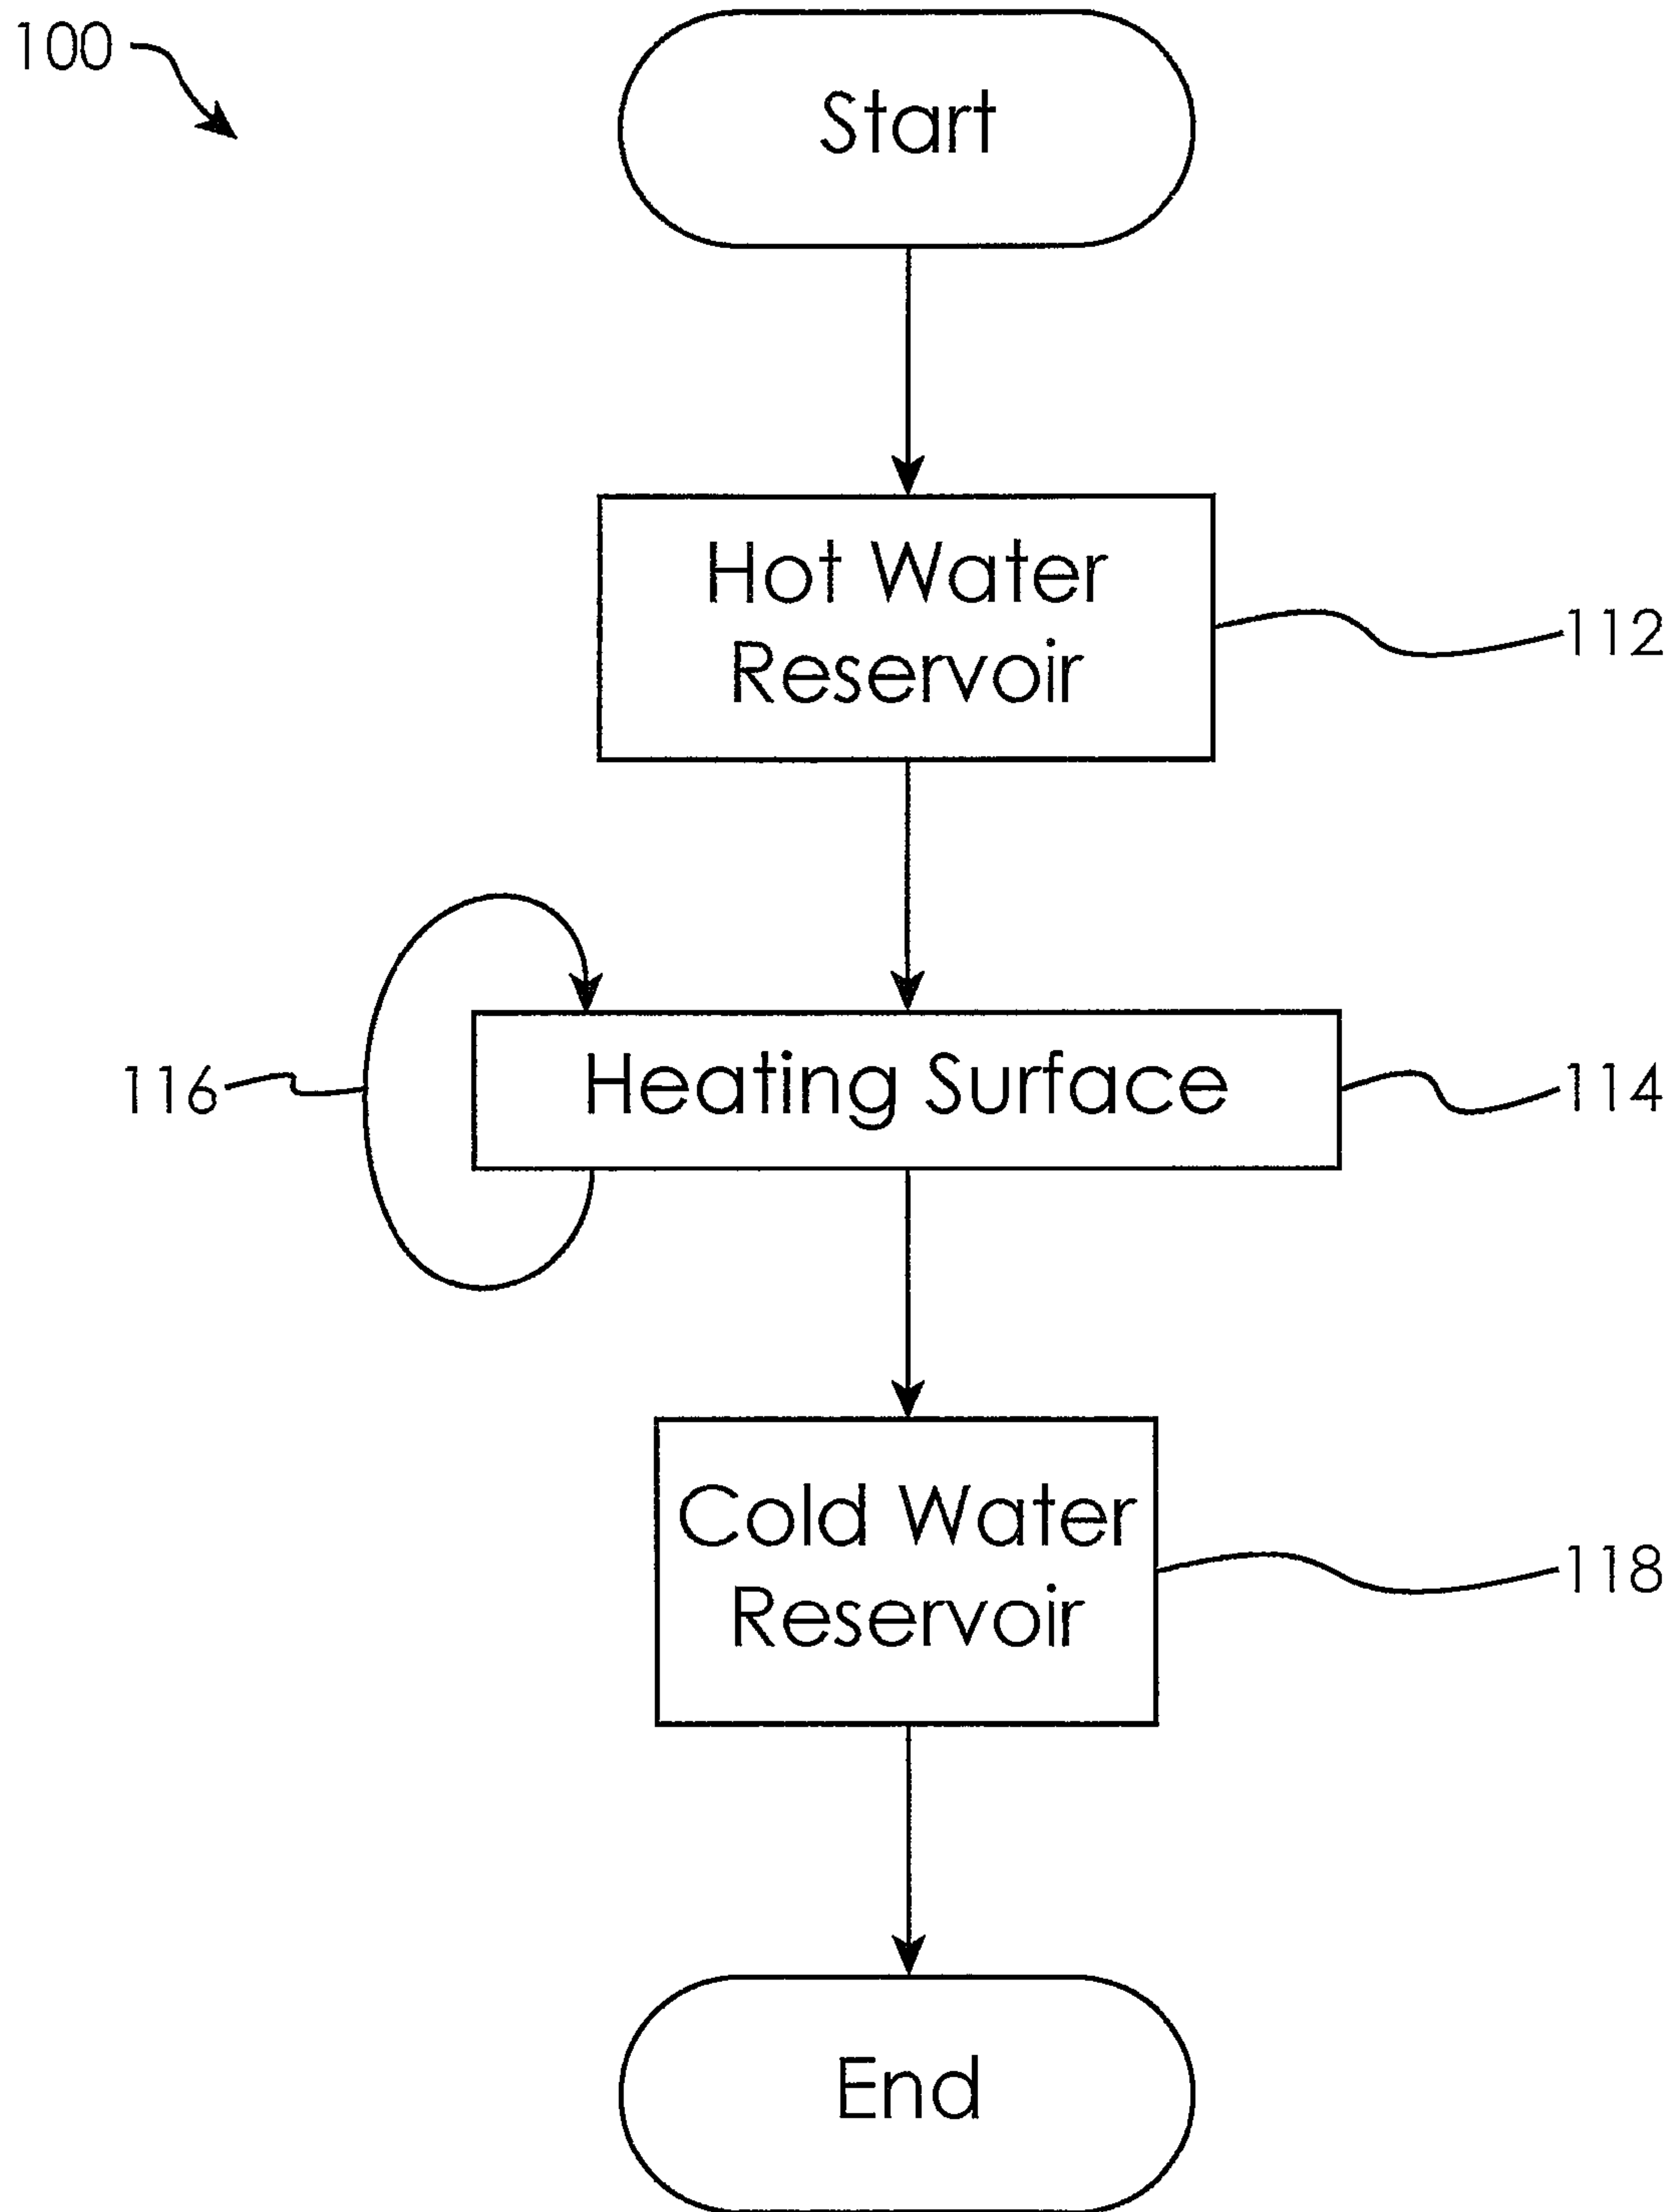 100
Start
Hot Water
Reservoir
112
116
Heating Surface
114
Cold Water
Reservoir
118
End